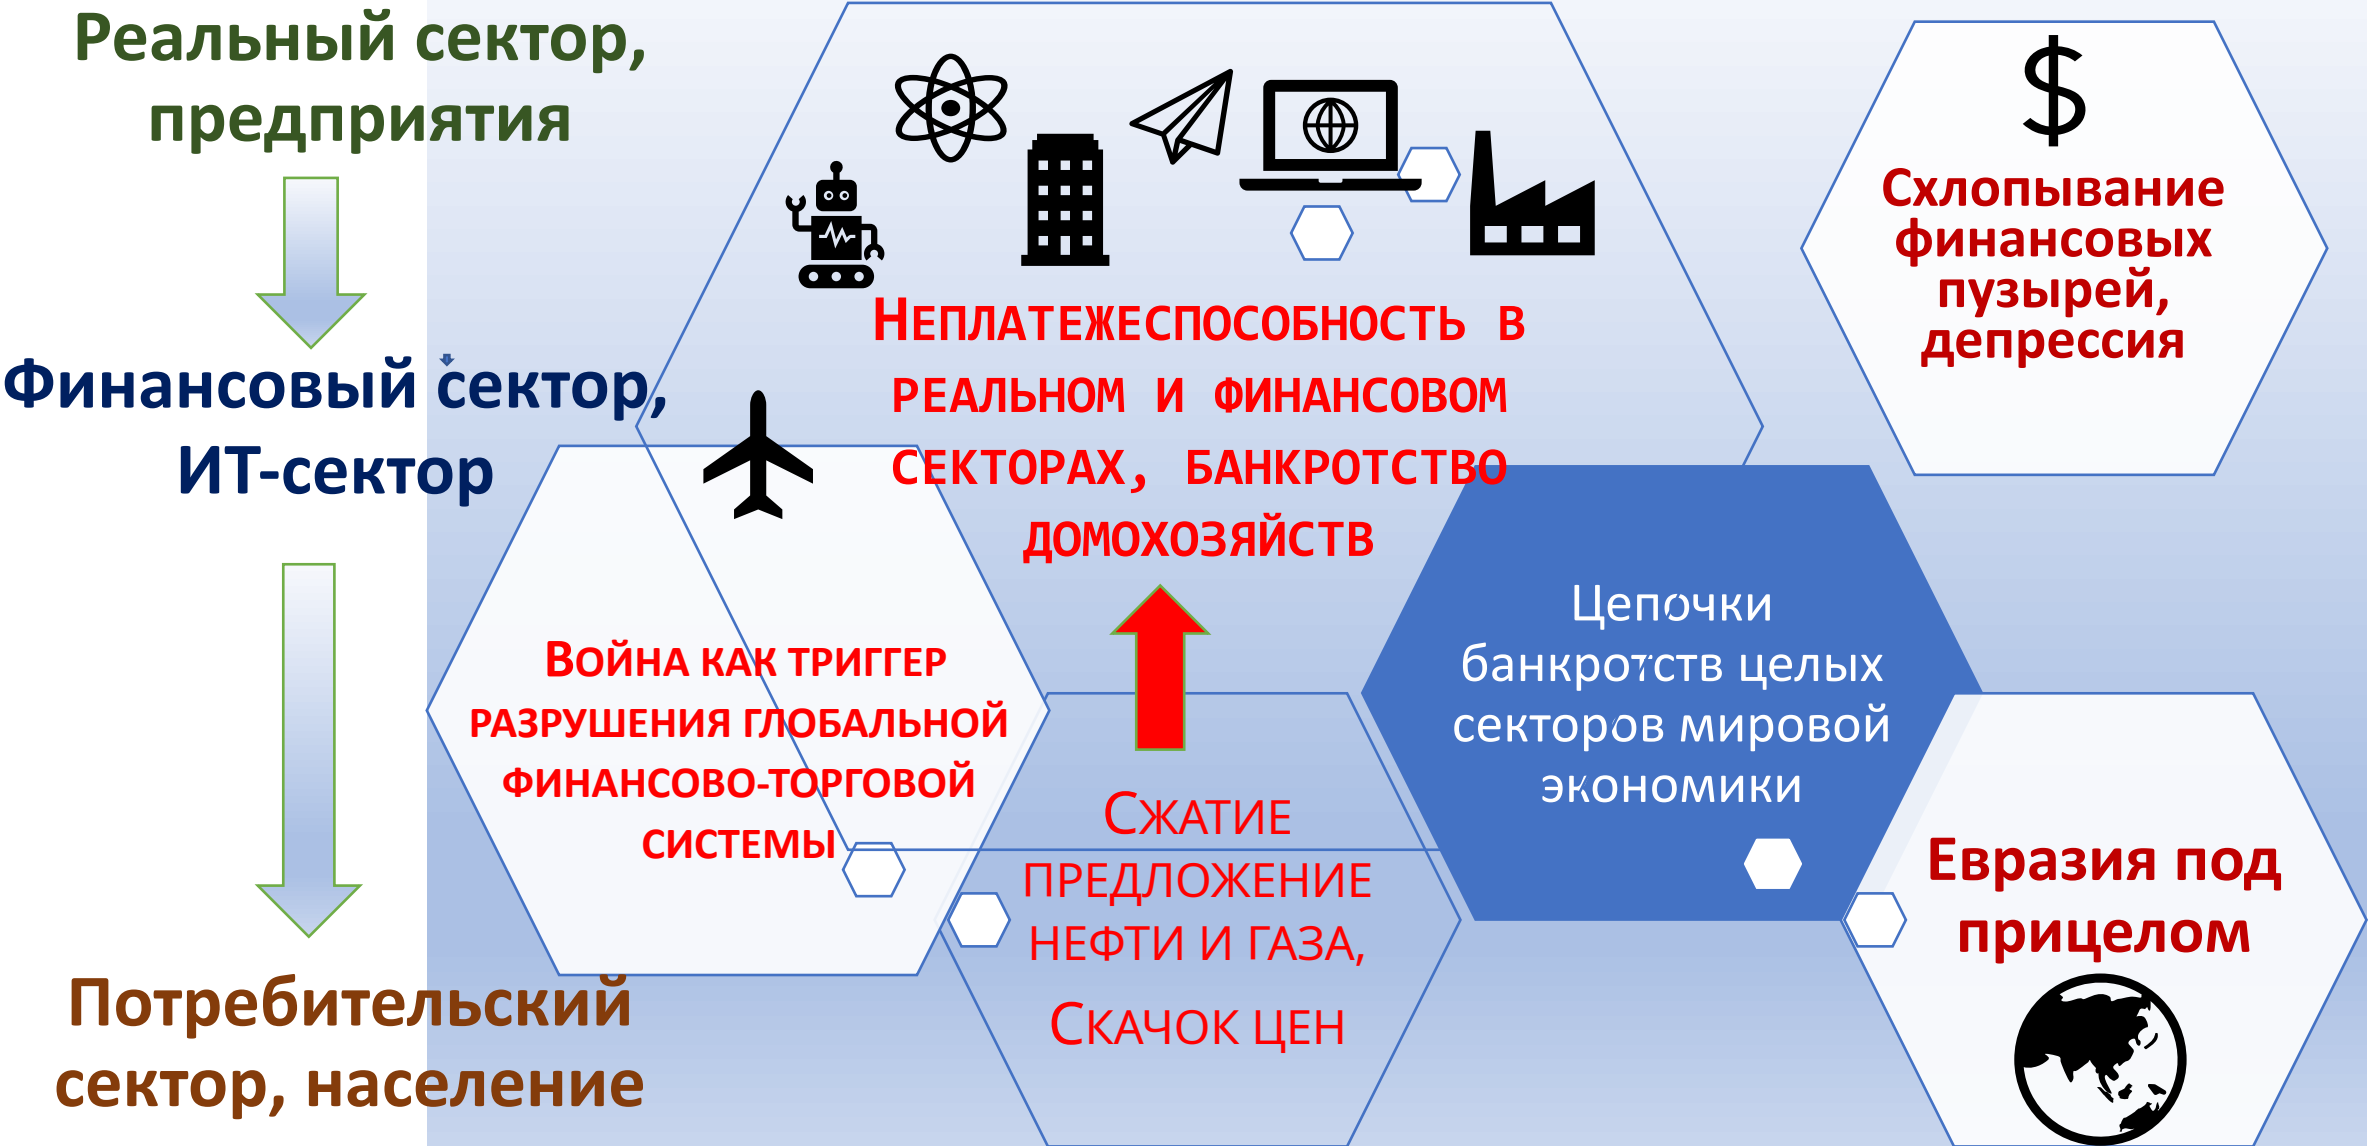 Реальный сектор,
предприятия
Финансовый сектор,
ИТ-сектор
Потребительский
сектор, население
НЕПЛАТЕЖЕСПОСОБНОСТЬ В
РЕАЛЬНОМ И ФИНАНСОВОМ
СЕКТОРАХ, БАНКРОТСТВО
ДОМОХОЗЯЙСТВ
ВОЙНА КАК ТРИГГЕР
РАЗРУШЕНИЯ ГЛОБАЛЬНОЙ
ФИНАНСОВО-ТОРГОВОЙ
СИСТЕМЫ
СЖАТИЕ
ПРЕДЛОЖЕНИЕ
НЕФТИ И ГАЗА,
СКАЧОК ЦЕН
$
Схлопывание
финансовых
пузырей,
депрессия
Цепочки
банкротств целых
секторов мировой
экономики
Евразия под
прицелом